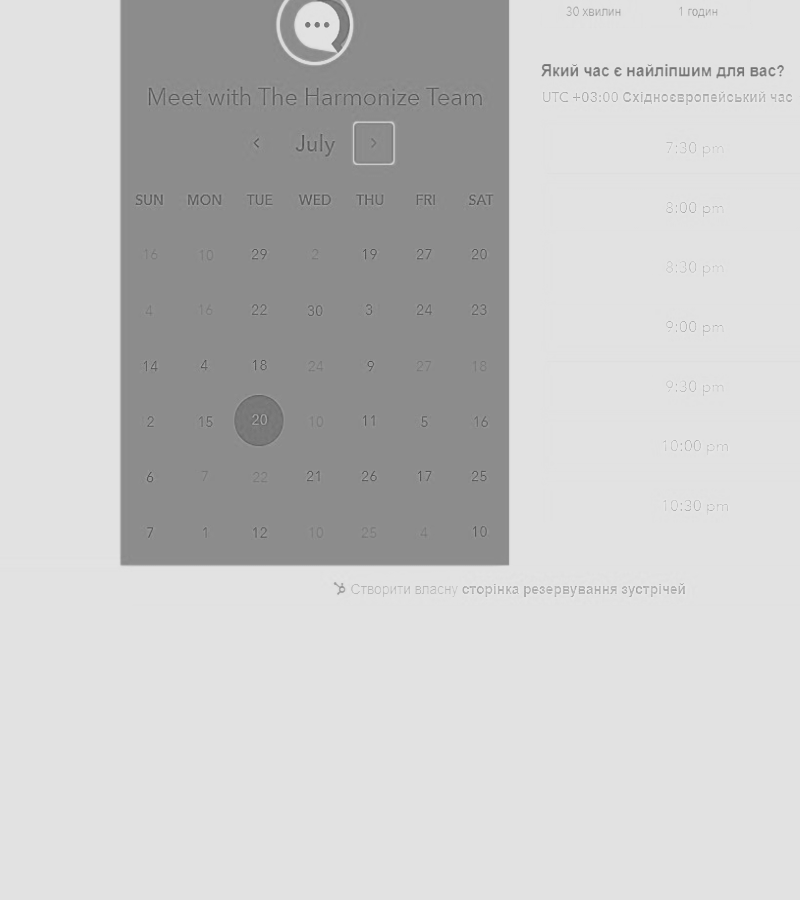 30 хвилин 1 годин
Meet with The Harmonize Team
July
SUN MON TUE WED THU FRI SAT
16 10 29 2 19 27 20
4 16 22 30 3 24 23
14 4 18 24 9 27 18
2 15 20 10 11 5 16
6 7 22 21 26 17 25
7 1 12 10 25 4 10
Який час є найліпшим для вас?
UTC +03:00 Східноєвропейський час
7:30 pm
8:00 pm
8:30 pm
9:00 pm
9:30 pm
10:00 pm
10:30 pm
Створити власну сторінка резервування зустрічей